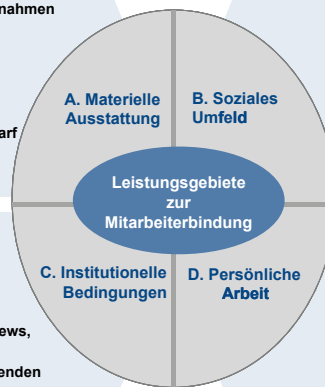 nahmen
A. Materielle
Ausstattung
B. Soziales
Umfeld
arf
Leistungsgebiete
zur
Mitarbeiterbindung
C. Institutionelle
Bedingungen
D. Persönliche
Arbeit
ews,
enden